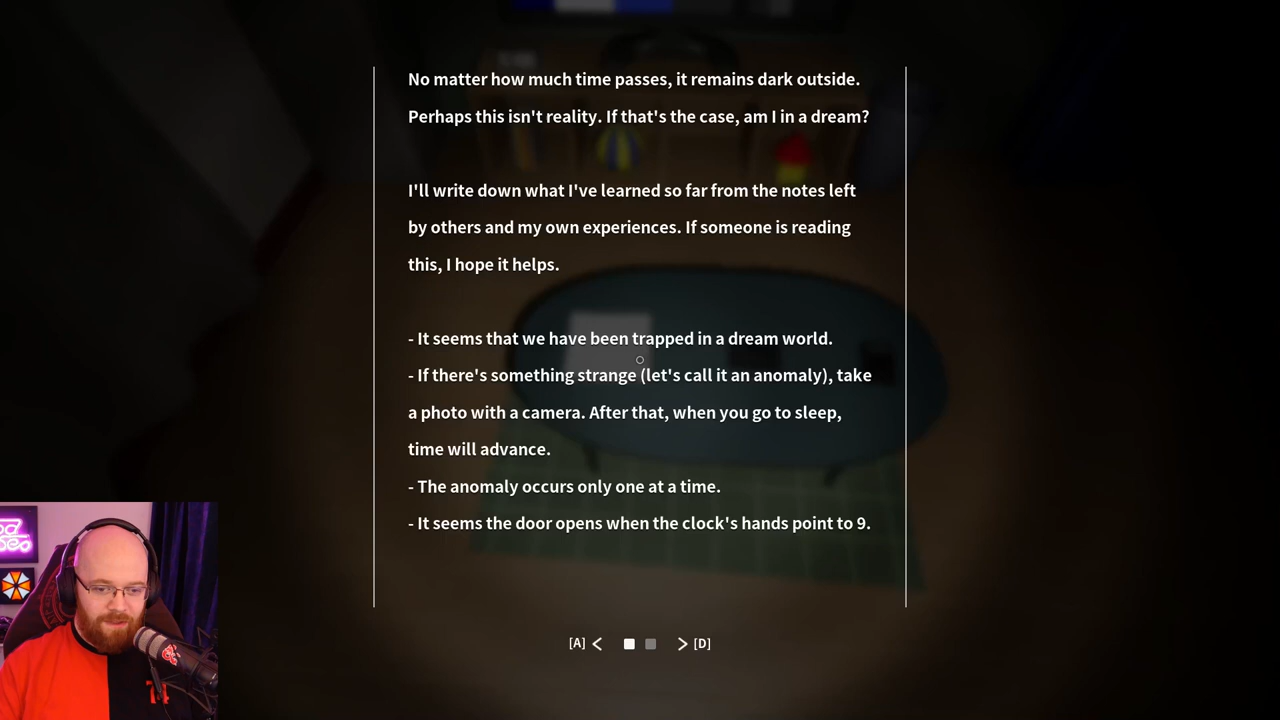 No matter how much time passes, it remains dark outside.
Perhaps this isn't reality. If that's the case, am I in a dream?
I'll write down what I've learned so far from the notes left
by others and my own experiences. If someone is reading
this, I hope it helps.
- It seems that we have been trapped in a dream world.
- If there's something strange (let's call it an anomaly), take
a photo with a camera. After that, when you go to sleep,
time will advance.
- The anomaly occurs only one at a time.
- It seems the door opens when the clock's hands point to 9.
[A] < > [D]